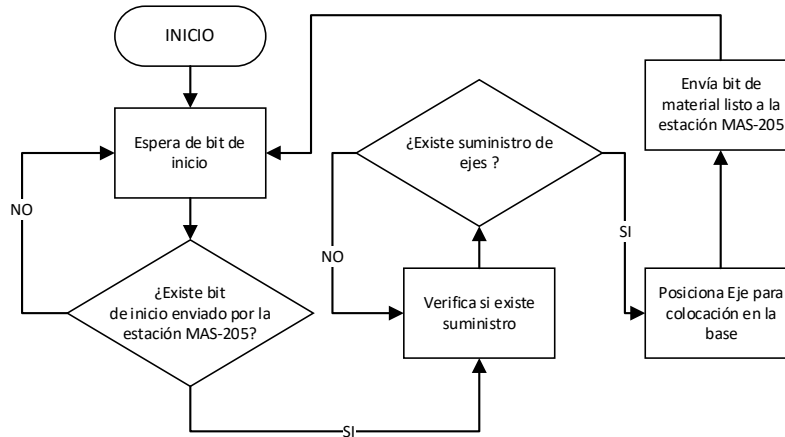 INICIO
Espera de bit de
inicio
NO
¿Existe bit
de inicio enviado por la
estación MAS-205?
SI
¿Existe suministro de
ejes ?
NO
SI
Verifica si existe
suministro
Envía bit de
material listo a la
estación MAS-205
Posiciona Eje para
colocación en la
base